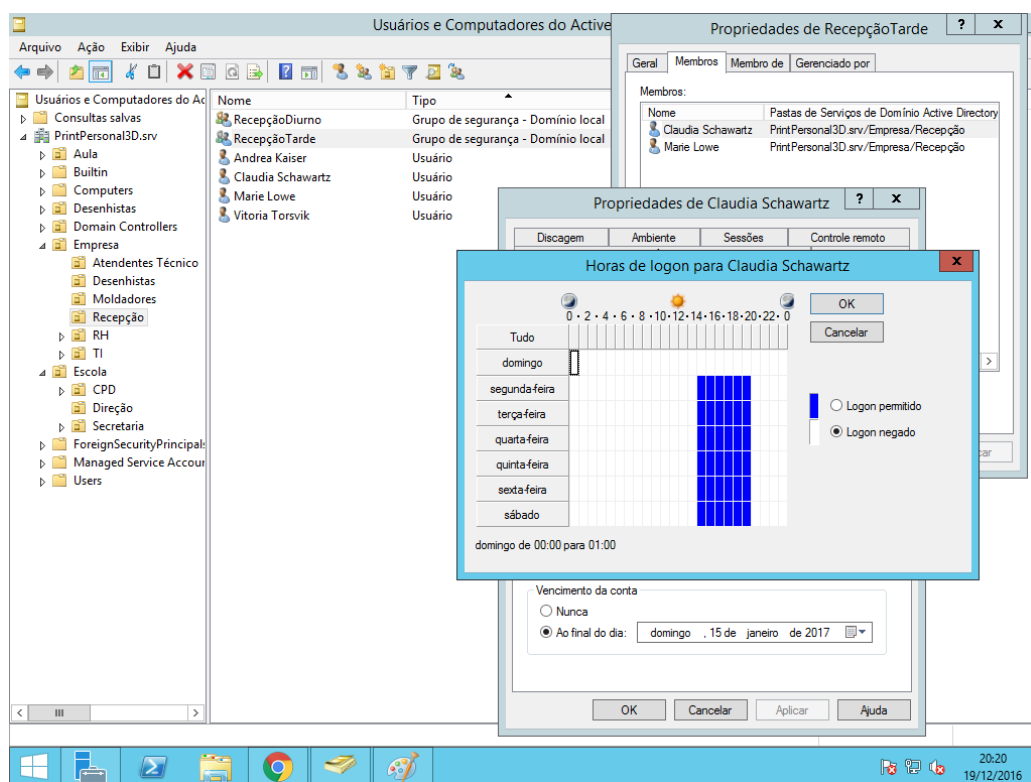 Usuários e Computadores do Active
Arquivo Ação Exibir Ajuda
Usuários e Computadores do Ac
Consultas salvas
PrintPersonal3D.srv
Aula
Builtin
Computers
Desenhistas
Domain Controllers
Empresa
Atendentes Técnico
Desenhistas
Moldadores
Recepção
RH
TI
Escola
CPD
Direção
Secretaria
ForeignSecurityPrincipals
Managed Service Accour
Users
Nome Tipo
RecepçãoDiurno Grupo de segurança - Domínio local
RecepçãoTarde Grupo de segurança - Domínio local
Andrea Kaiser Usuário
Claudia Schawartz Usuário
Marie Lowe Usuário
Vitoria Torsvik Usuário
Propriedades de RecepçãoTarde ? x
Geral Membros Membro de Gerenciado por
Membros:
Nome Pastas de Serviços de Domínio Active Directory
Claudia Schawartz PrintPersonal3D.srv/Empresa/Recepção
Marie Lowe PrintPersonal3D.srv/Empresa/Recepção
car
Propriedades de Claudia Schawartz ? x
Discagem Ambiente Sessões Controle remoto
Horas de logon para Claudia Schawartz x
0 · 2 · 4 · 6 · 8 · 10 · 12 · 14 · 16 · 18 · 20 · 22 · 0
Tudo
domingo
segunda-feira
terça-feira
quarta-feira
quinta-feira
sexta-feira
sábado
OK
Cancelar
Logon permitido
Logon negado
domingo de 00:00 para 01:00
Vencimento da conta
Nunca
Ao final do dia: domingo , 15 de janeiro de 2017
OK Cancelar Aplicar Ajuda
20:20
19/12/2016